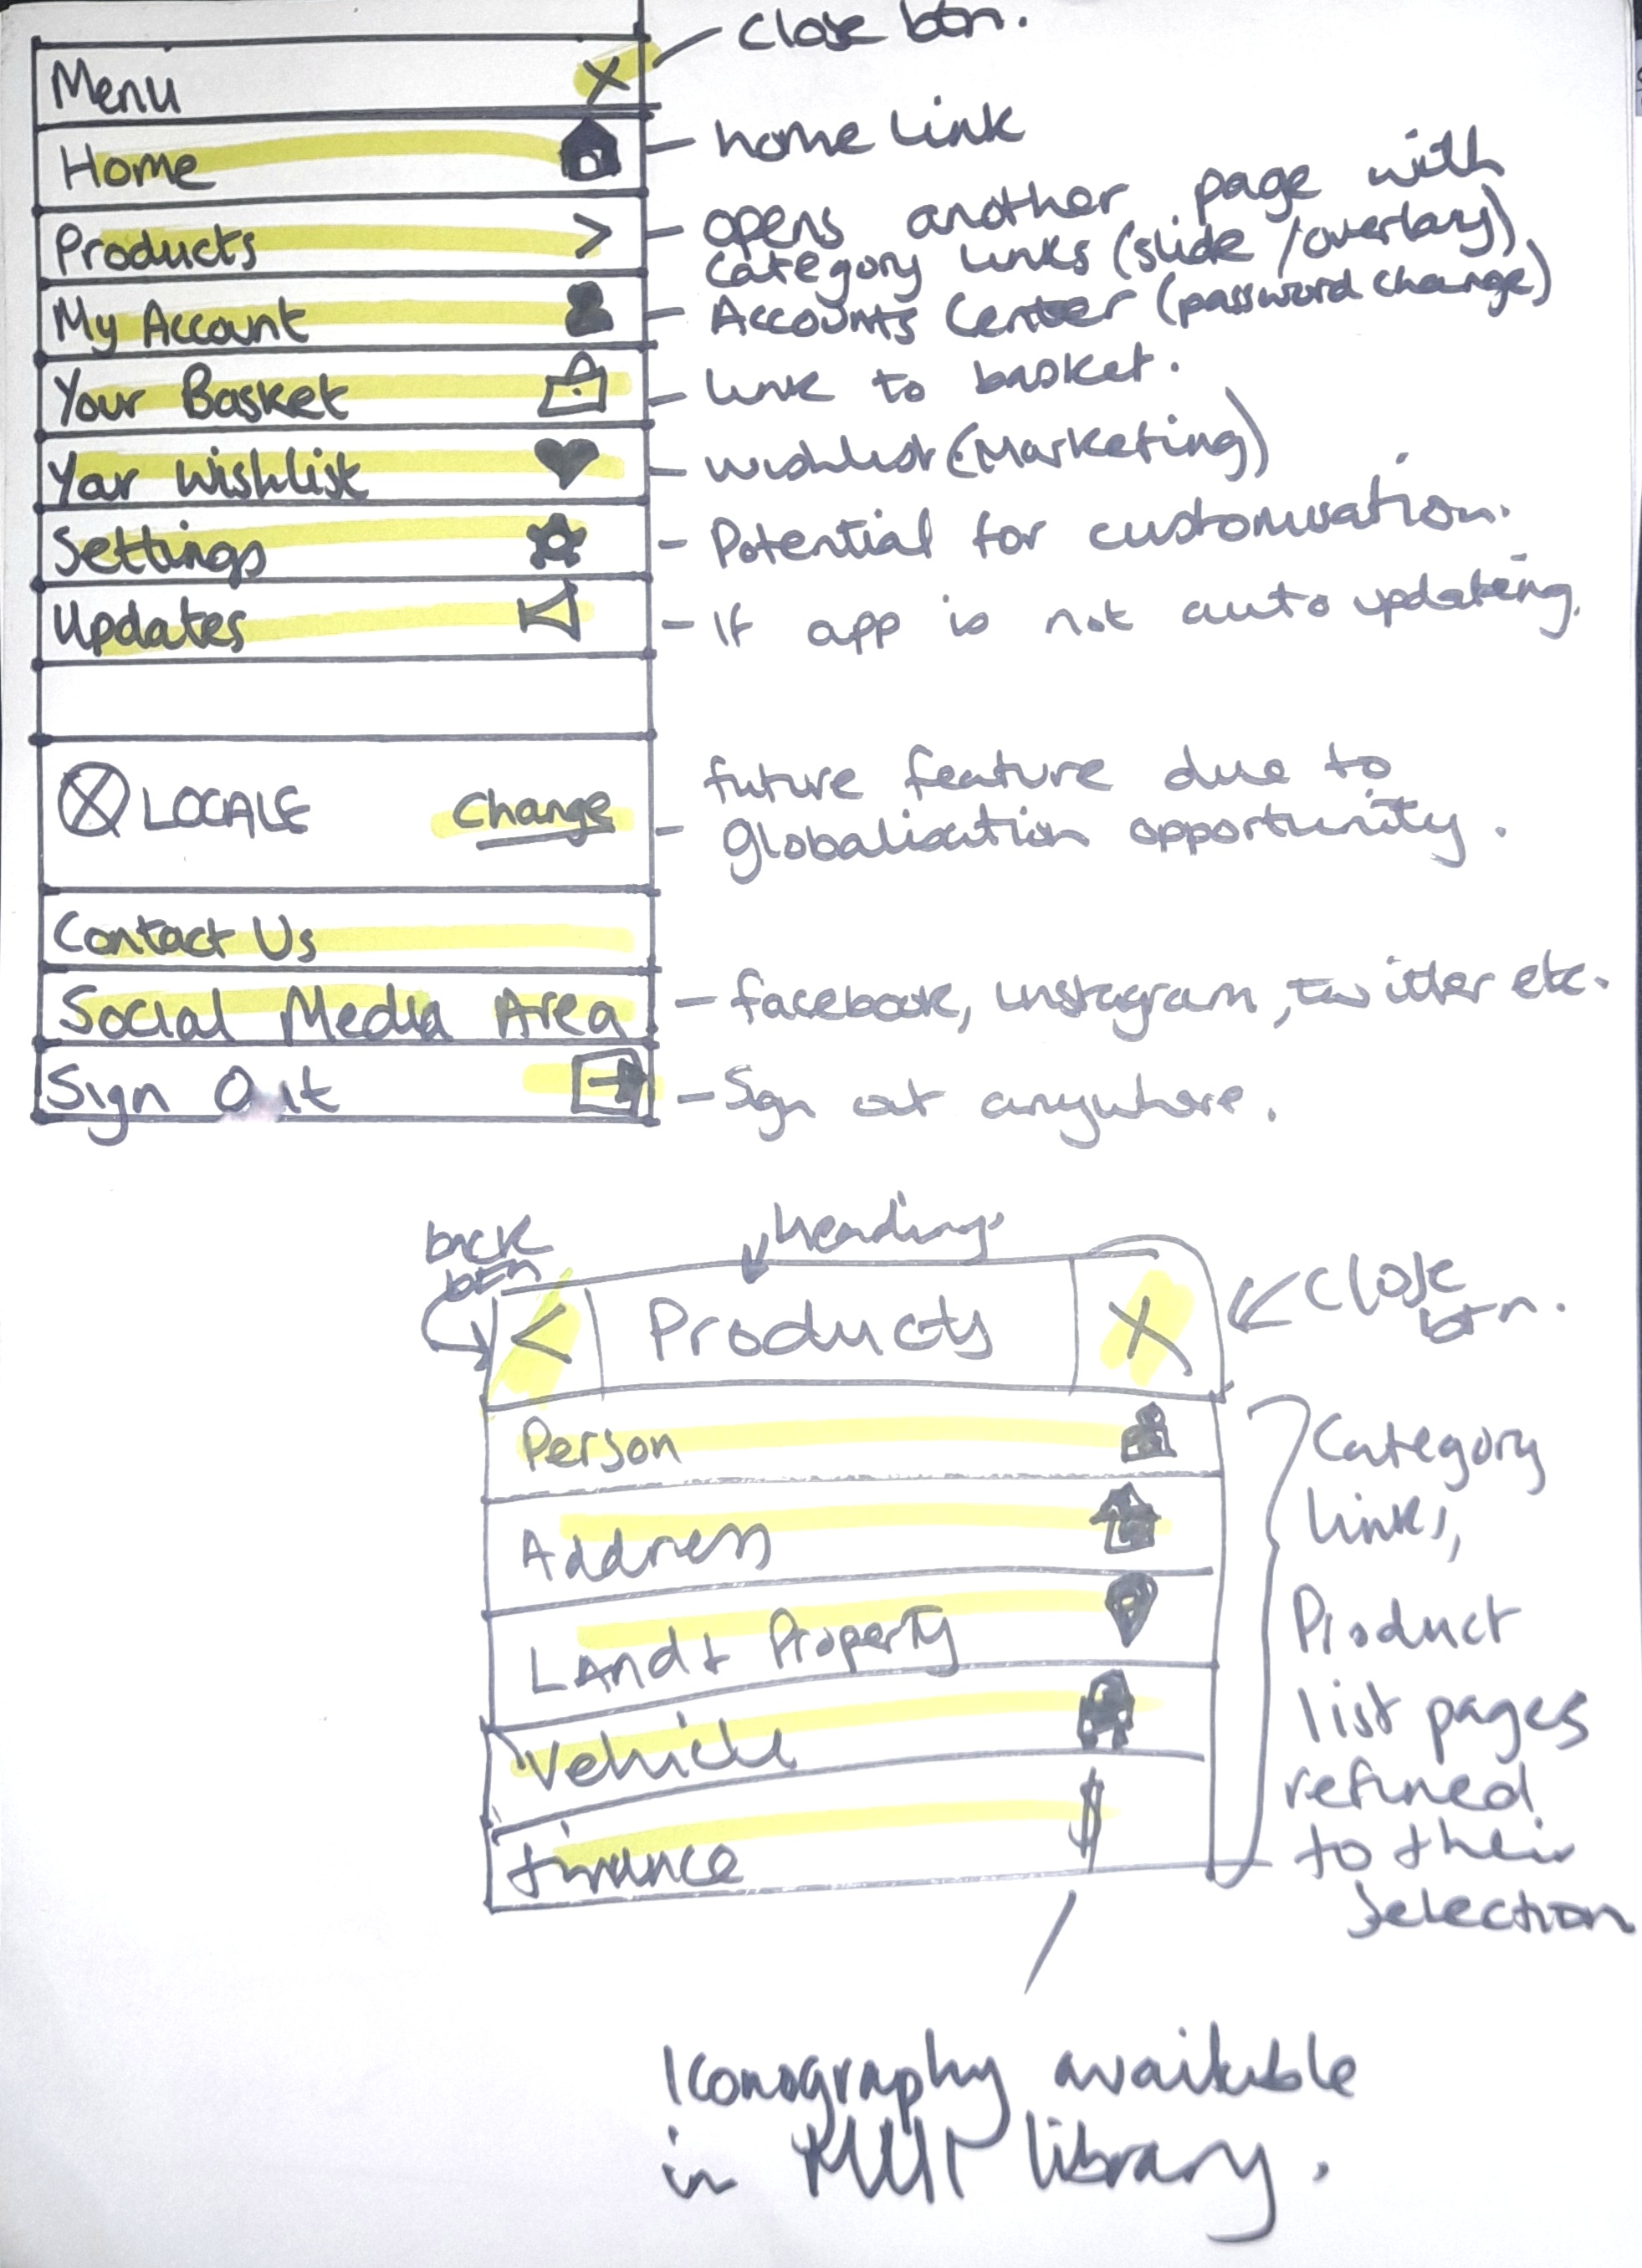 close btn.
Menu X
Home
home link
Products >
opens another page with
category links (slide/overlay)
My Account
Accounts Center (password change)
Your Basket
link to basket.
Your Wishlist
wishlist (Marketing)
Settings
Potential for customisation.
Updates
If app is not auto updating.
LOCALE change
future feature due to
Globalisation opportunity.
Contact Us
Social Media Area
facebook, instagram, twitter etc.
Sign Out
Sign out anywhere.
back
btn
heading
close
btn.
< Products X
Person
Address
Land + Property
Vehicle
finance $
Category
links,
Product
list pages
refined
to their
selection
Iconography available
in library.